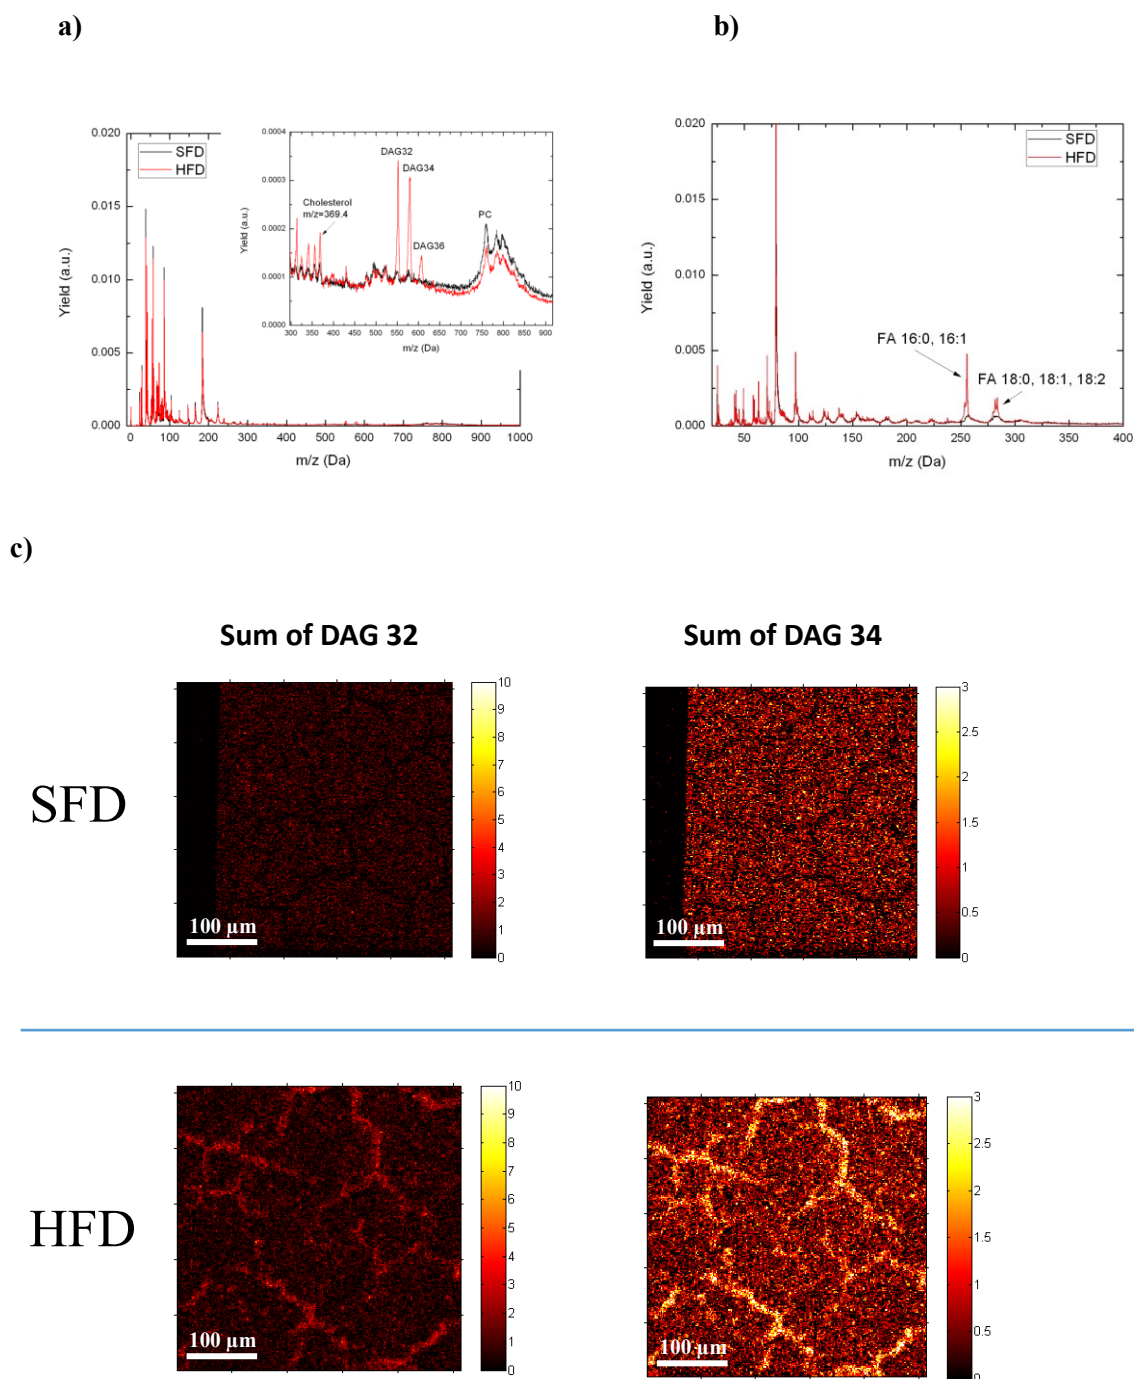 a)
b)
0.020
0.015
0.010
0.005
0.000
Yield (a.u.)
0 100 200 300 400 500 600 700 800 900 1000
m/z (Da)
SFD
HFD
0.0004
0.0003
0.0002
0.0001
0.0000
Yield (a.u.)
300 350 400 450 500 550 600 650 700 750 800 850 900
m/z (Da)
DAG32
DAG34
Cholesterol
m/z=369.4
DAG36
PC
0.020
0.015
0.010
0.005
0.000
Yield (a.u.)
50 100 150 200 250 300 350 400
m/z (Da)
SFD
HFD
FA 16:0, 16:1
FA 18:0, 18:1, 18:2
c)
Sum of DAG 32
Sum of DAG 34
SFD
100 µm
10
9
8
7
6
5
4
3
2
1
0
100 µm
3
2.5
2
1.5
1
0.5
0
HFD
100 µm
10
9
8
7
6
5
4
3
2
1
0
100 µm
3
2.5
2
1.5
1
0.5
0